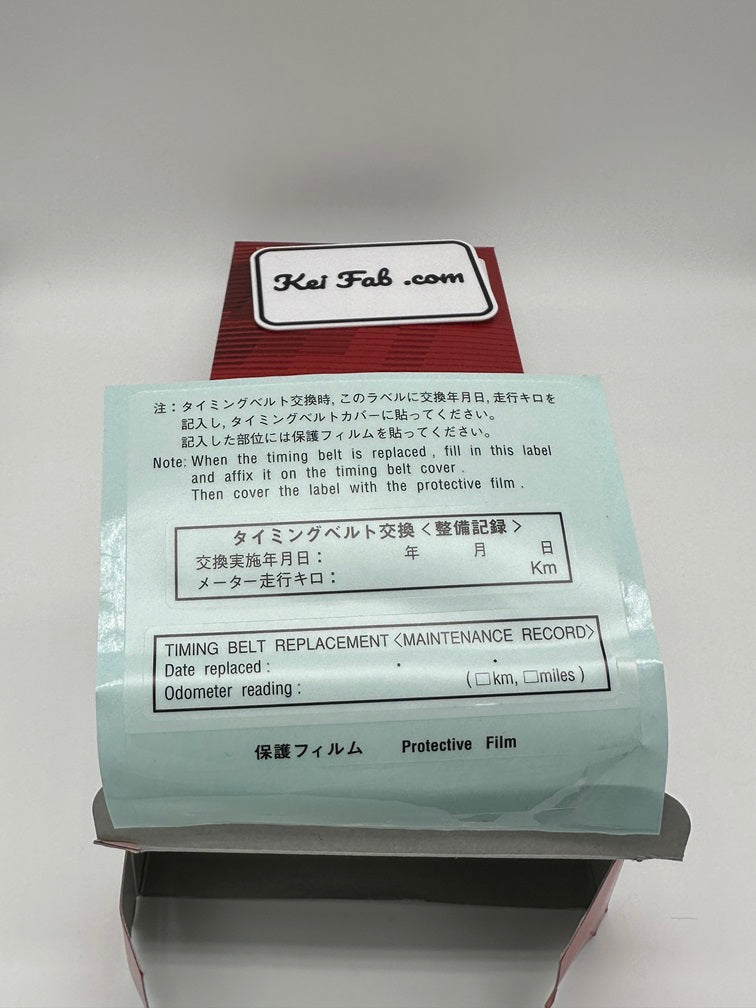 Kei Fab .com
注：タイミングベルト交換時, このラベルに交換年月日, 走行キロを
記入し, タイミングベルトカバーに貼ってください。
記入した部位には保護フィルムを貼ってください。
Note: When the timing belt is replaced , fill in this label
and affix it on the timing belt cover .
Then cover the label with the protective film .
タイミングベルト交換＜整備記録＞
交換実施年月日： 年 月 日
メーター走行キロ： Km
TIMING BELT REPLACEMENT <MAINTENANCE RECORD>
Date replaced : . .
Odometer reading : ( □km, □miles )
保護フィルム Protective Film